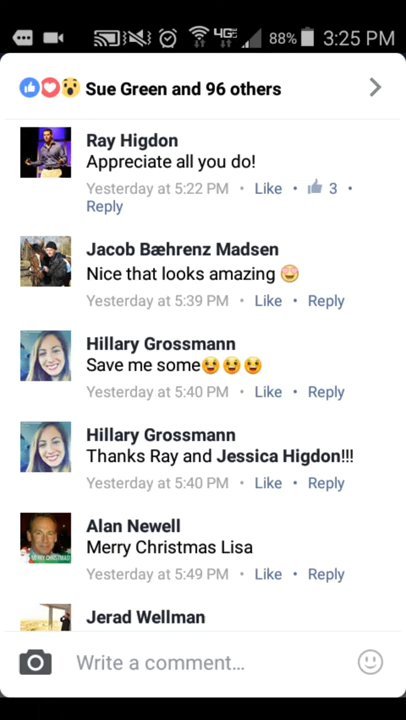 4G 88% 3:25 PM
Sue Green and 96 others
Ray Higdon
Appreciate all you do!
Yesterday at 5:22 PM • Like • 3 •
Reply
Jacob Bæhrenz Madsen
Nice that looks amazing 😇
Yesterday at 5:39 PM • Like • Reply
Hillary Grossmann
Save me some😛😛😛
Yesterday at 5:40 PM • Like • Reply
Hillary Grossmann
Thanks Ray and Jessica Higdon!!!
Yesterday at 5:40 PM • Like • Reply
Alan Newell
Merry Christmas Lisa
Yesterday at 5:49 PM • Like • Reply
Jerad Wellman
Write a comment...